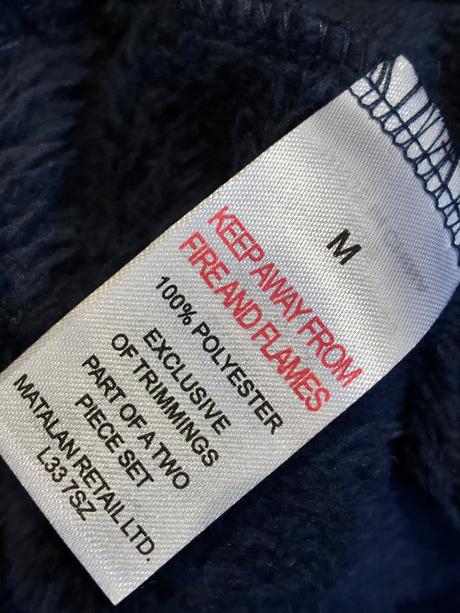 M
KEEP AWAY FROM
FIRE AND FLAMES
100% POLYESTER
EXCLUSIVE
OF TRIMMINGS
PART OF A TWO
PIECE SET
MATALAN RETAIL LTD.
L33 7SZ